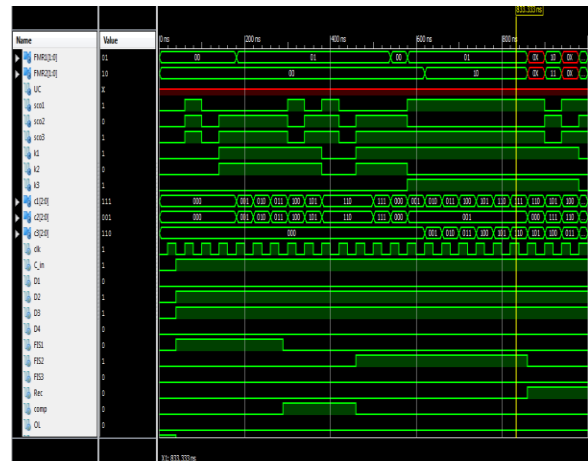 833.333 ns
Name Value 0 ns 200 ns 400 ns 600 ns 800 ns
FMR1[1:0] 01 00 01 00 01 0X 10 0X
FMR2[1:0] 10 00 10 0X 11 0X
UC X
sco1 1
sco2 0
sco3 1
k1 1
k2 0
k3 1
c1[2:0] 111 000 001 010 011 100 101 110 111 000 001 010 011 100 101 110 111 110 101 100
c2[2:0] 001 000 001 010 011 100 101 110 111 000 001 000 111 110
c3[2:0] 110 000 001 010 011 100 101 110 101 100 011
clk 1
C_in 1
D1 0
D2 1
D3 1
D4 0
FIS1 0
FIS2 1
FIS3 0
Rec 0
comp 0
OL 0
X1: 833.333 ns